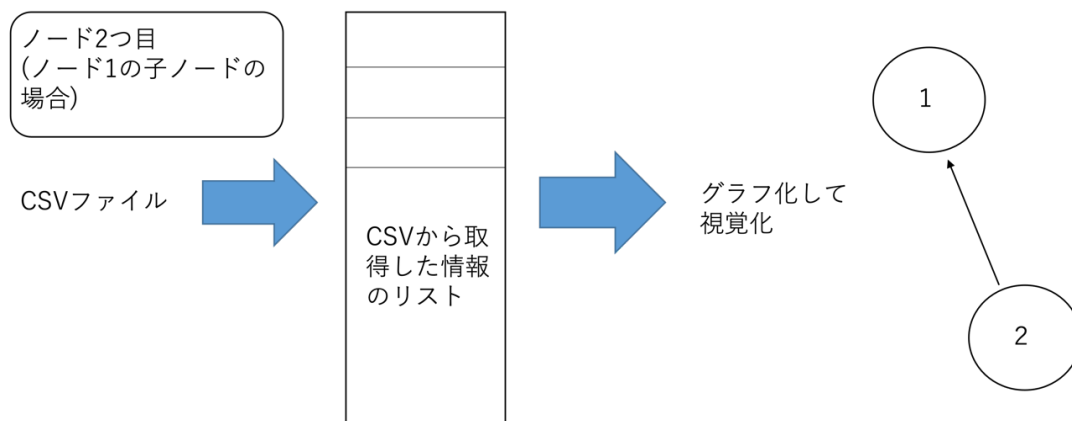 ノード2つ目
(ノード1の子ノードの
場合)
CSVファイル
CSVから取
得した情報
のリスト
グラフ化して
視覚化
1
2